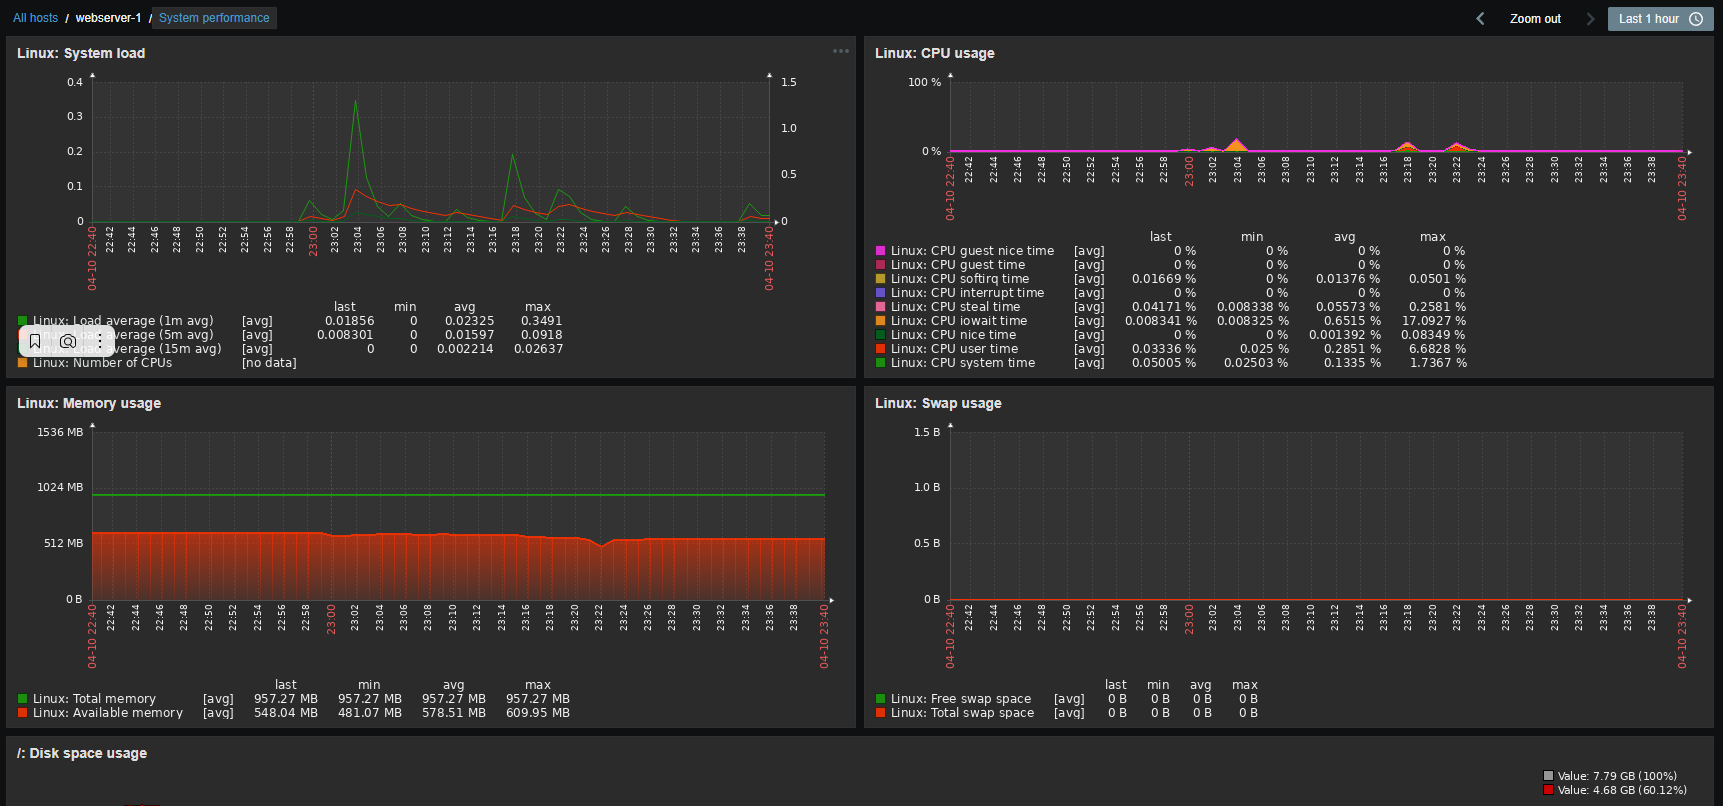 All hosts / webserver-1 / System performance
Zoom out
Last 1 hour
Linux: System load
0.4
0.3
0.2
0.1
0
1.5
1.0
0.5
0
04-10 22:40 22:42 22:44 22:46 22:48 22:50 22:52 22:54 22:56 22:58 23:00 23:02 23:04 23:06 23:08 23:10 23:12 23:14 23:16 23:18 23:20 23:22 23:24 23:26 23:28 23:30 23:32 23:34 23:36 23:38 04-10 23:40
last min avg max
Linux: Load average (1m avg) [avg] 0.01856 0 0.02325 0.3491
average (5m avg) [avg] 0.008301 0 0.01597 0.0918
average (15m avg) [avg] 0 0 0.002214 0.02637
Linux: Number of CPUs [no data]
Linux: CPU usage
100 %
0 %
04-10 22:40 22:42 22:44 22:46 22:48 22:50 22:52 22:54 22:56 22:58 23:00 23:02 23:04 23:06 23:08 23:10 23:12 23:14 23:16 23:18 23:20 23:22 23:24 23:26 23:28 23:30 23:32 23:34 23:36 23:38 04-10 23:40
last min avg max
Linux: CPU guest nice time [avg] 0 % 0 % 0 % 0 %
Linux: CPU guest time [avg] 0 % 0 % 0 % 0 %
Linux: CPU softirq time [avg] 0.01669 % 0 % 0.01376 % 0.0501 %
Linux: CPU interrupt time [avg] 0 % 0 % 0 % 0 %
Linux: CPU steal time [avg] 0.04171 % 0.008338 % 0.05573 % 0.2581 %
Linux: CPU iowait time [avg] 0.008341 % 0.008325 % 0.6515 % 17.0927 %
Linux: CPU nice time [avg] 0 % 0 % 0.001392 % 0.08349 %
Linux: CPU user time [avg] 0.03336 % 0.025 % 0.2851 % 6.6828 %
Linux: CPU system time [avg] 0.05005 % 0.02503 % 0.1335 % 1.7367 %
Linux: Memory usage
1536 MB
1024 MB
512 MB
0 B
04-10 22:40 22:42 22:44 22:46 22:48 22:50 22:52 22:54 22:56 22:58 23:00 23:02 23:04 23:06 23:08 23:10 23:12 23:14 23:16 23:18 23:20 23:22 23:24 23:26 23:28 23:30 23:32 23:34 23:36 23:38 04-10 23:40
last min avg max
Linux: Total memory [avg] 957.27 MB 957.27 MB 957.27 MB 957.27 MB
Linux: Available memory [avg] 548.04 MB 481.07 MB 578.51 MB 609.95 MB
Linux: Swap usage
1.5 B
1.0 B
0.5 B
0 B
04-10 22:40 22:42 22:44 22:46 22:48 22:50 22:52 22:54 22:56 22:58 23:00 23:02 23:04 23:06 23:08 23:10 23:12 23:14 23:16 23:18 23:20 23:22 23:24 23:26 23:28 23:30 23:32 23:34 23:36 23:38 04-10 23:40
last min avg max
Linux: Free swap space [avg] 0 B 0 B 0 B 0 B
Linux: Total swap space [avg] 0 B 0 B 0 B 0 B
/: Disk space usage
Value: 7.79 GB (100%)
Value: 4.68 GB (60.12%)